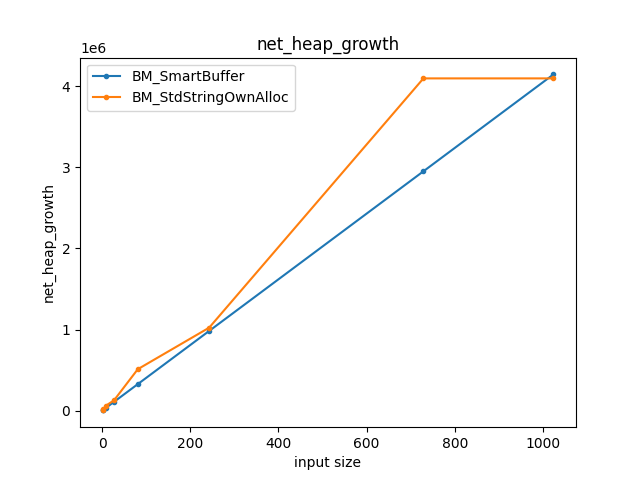 net_heap_growth
1e6
BM_SmartBuffer
BM_StdStringOwnAlloc
4
3
2
1
0
net_heap_growth
0 200 400 600 800 1000
input size